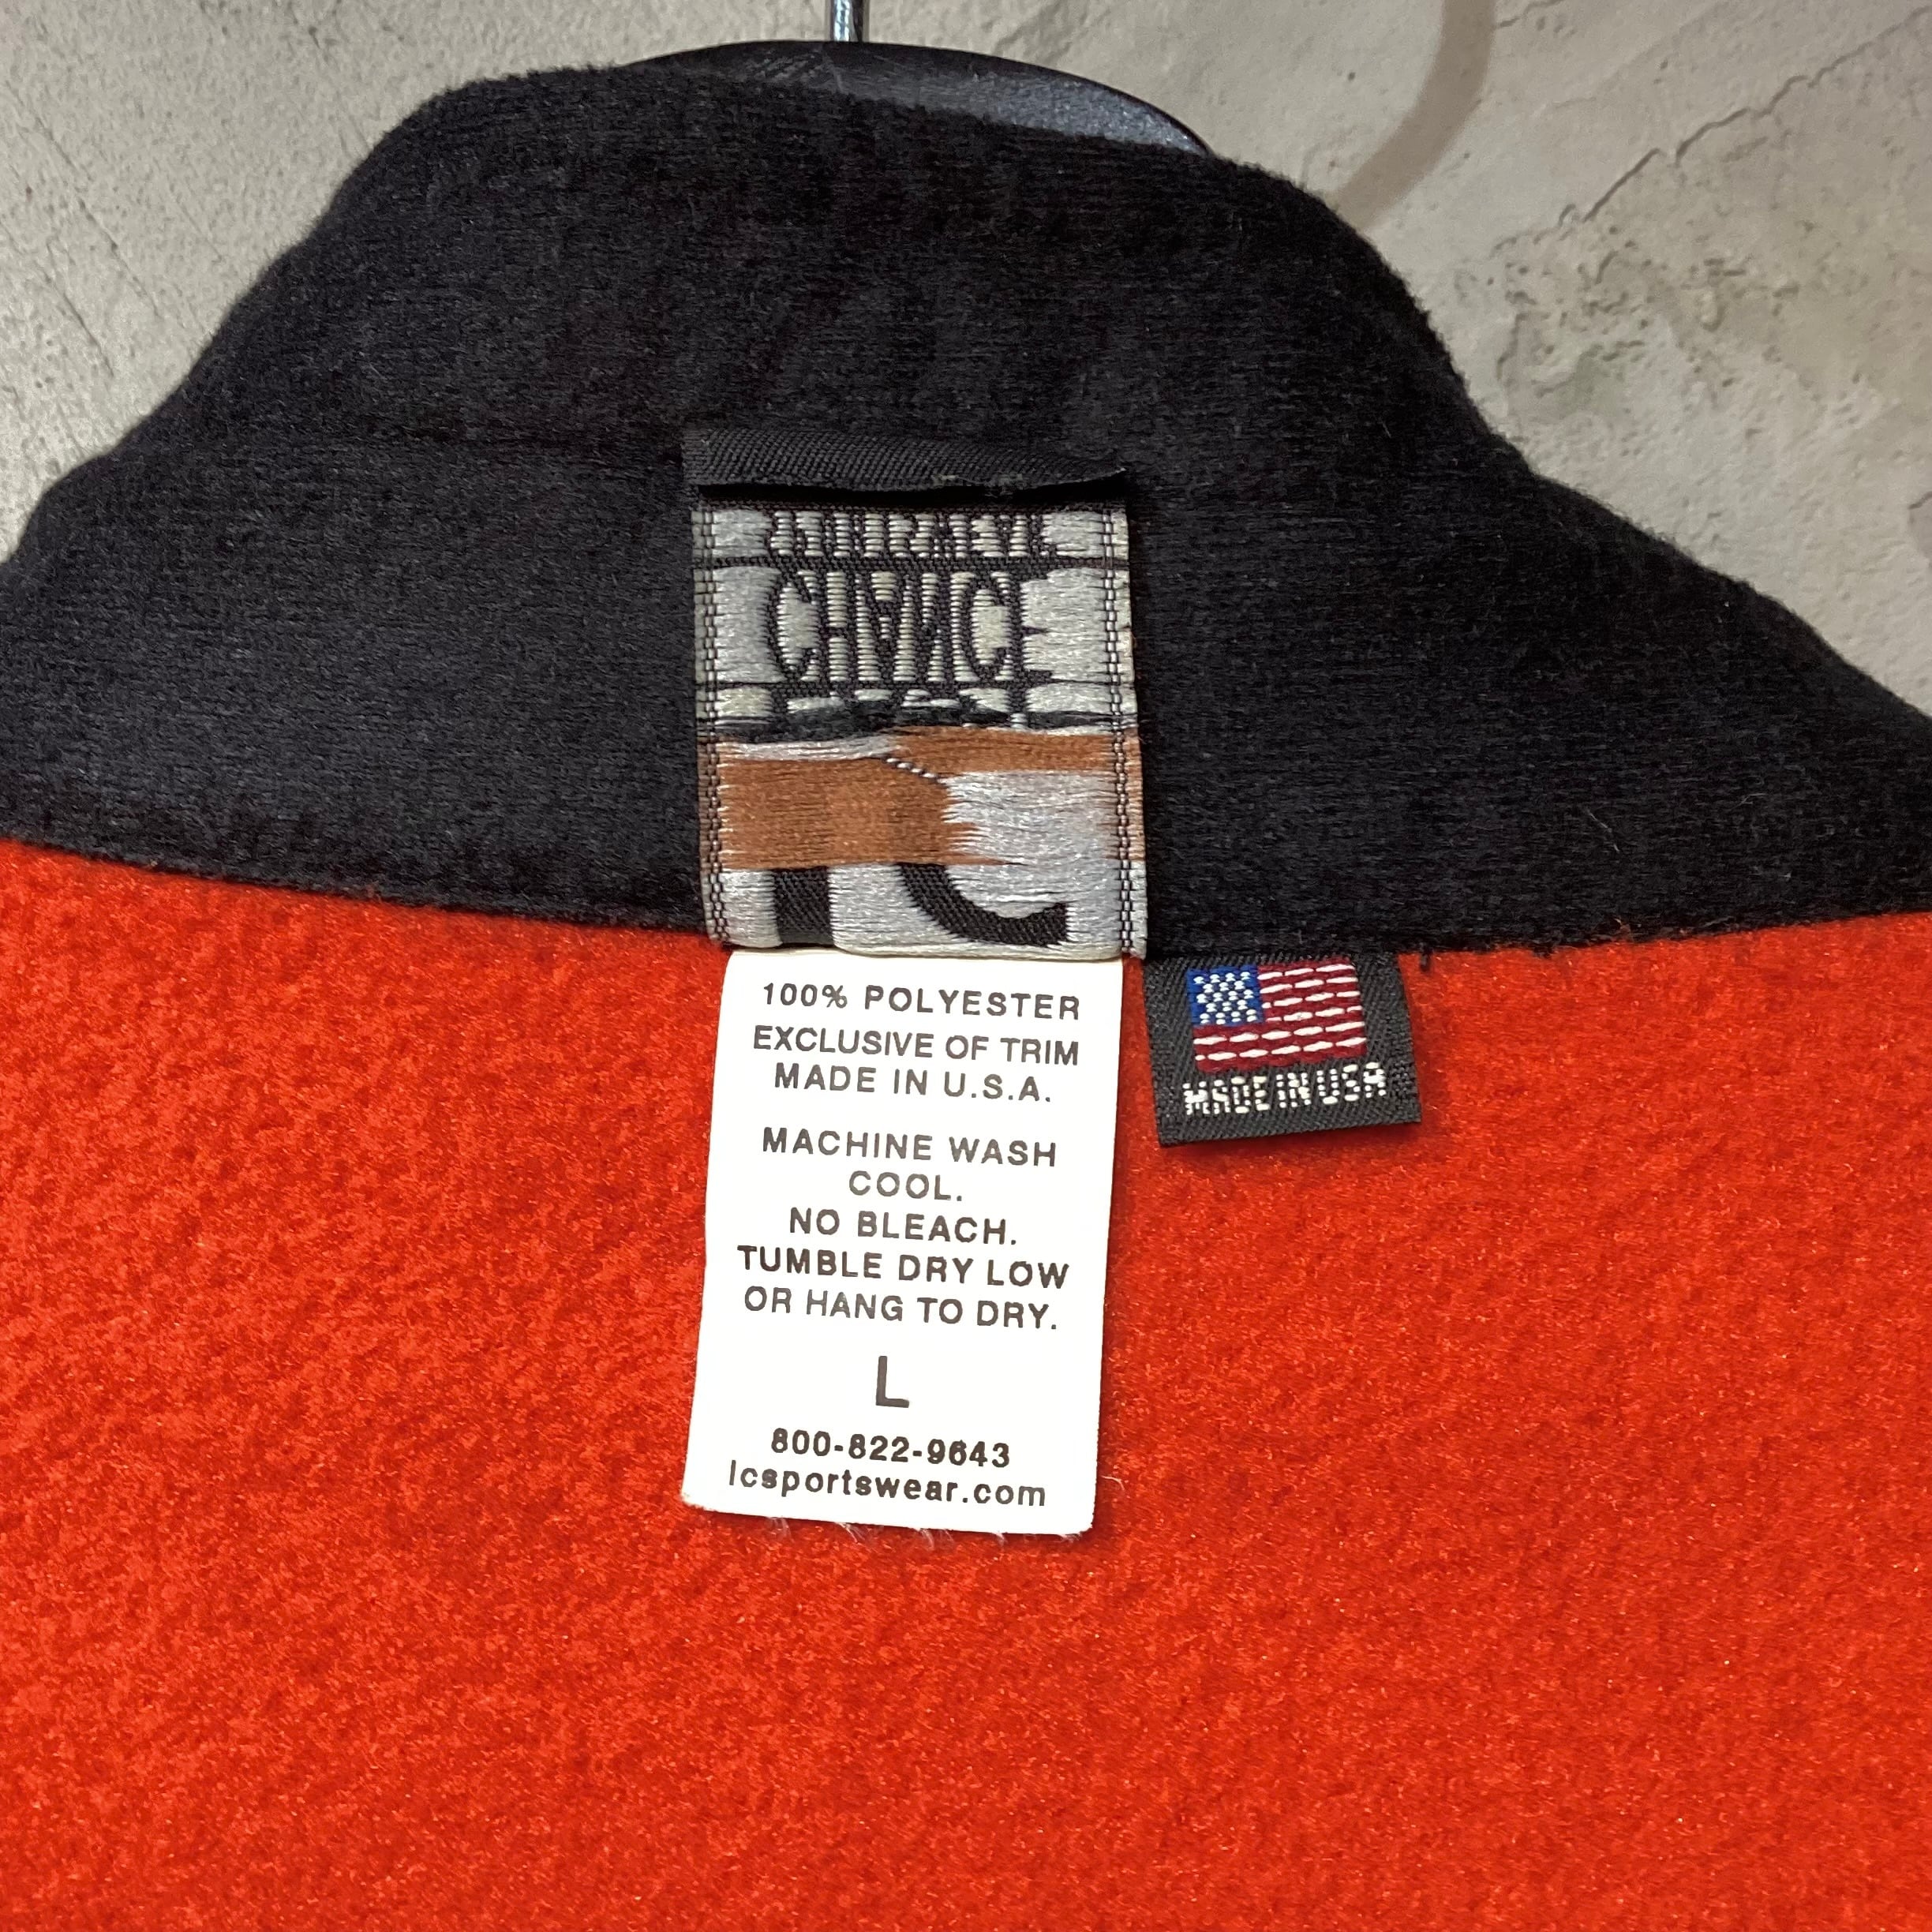 CHANCE
100% POLYESTER
EXCLUSIVE OF TRIM
MADE IN U.S.A.
MACHINE WASH
COOL.
NO BLEACH.
TUMBLE DRY LOW
OR HANG TO DRY.
L
800-822-9643
lcsportswear.com
MADE IN USA